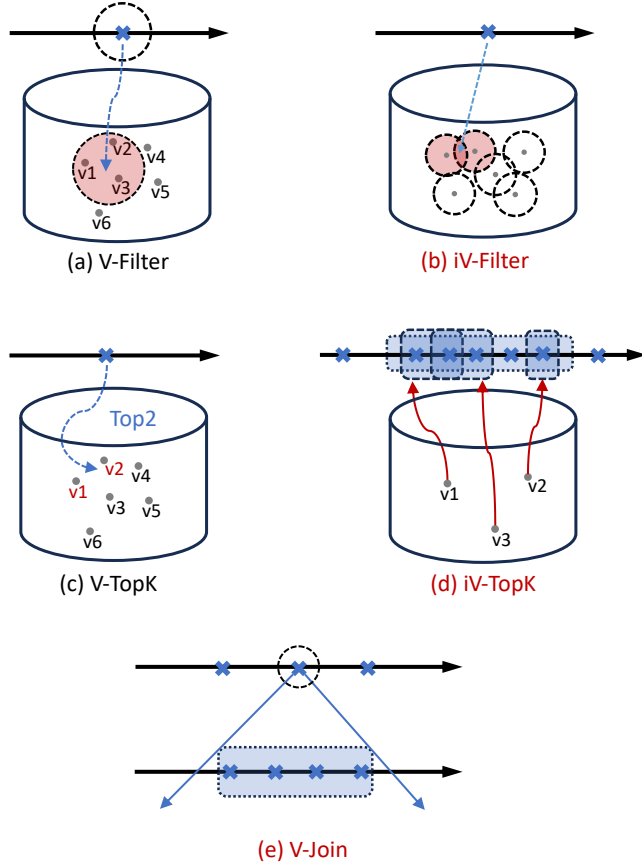 v2
v4
v1
v3
v5
v6
(a) V-Filter
(b) iV-Filter
Top2
v2
v4
v1
v3
v5
v6
v1
v2
v3
(c) V-TopK
(d) iV-TopK
(e) V-Join